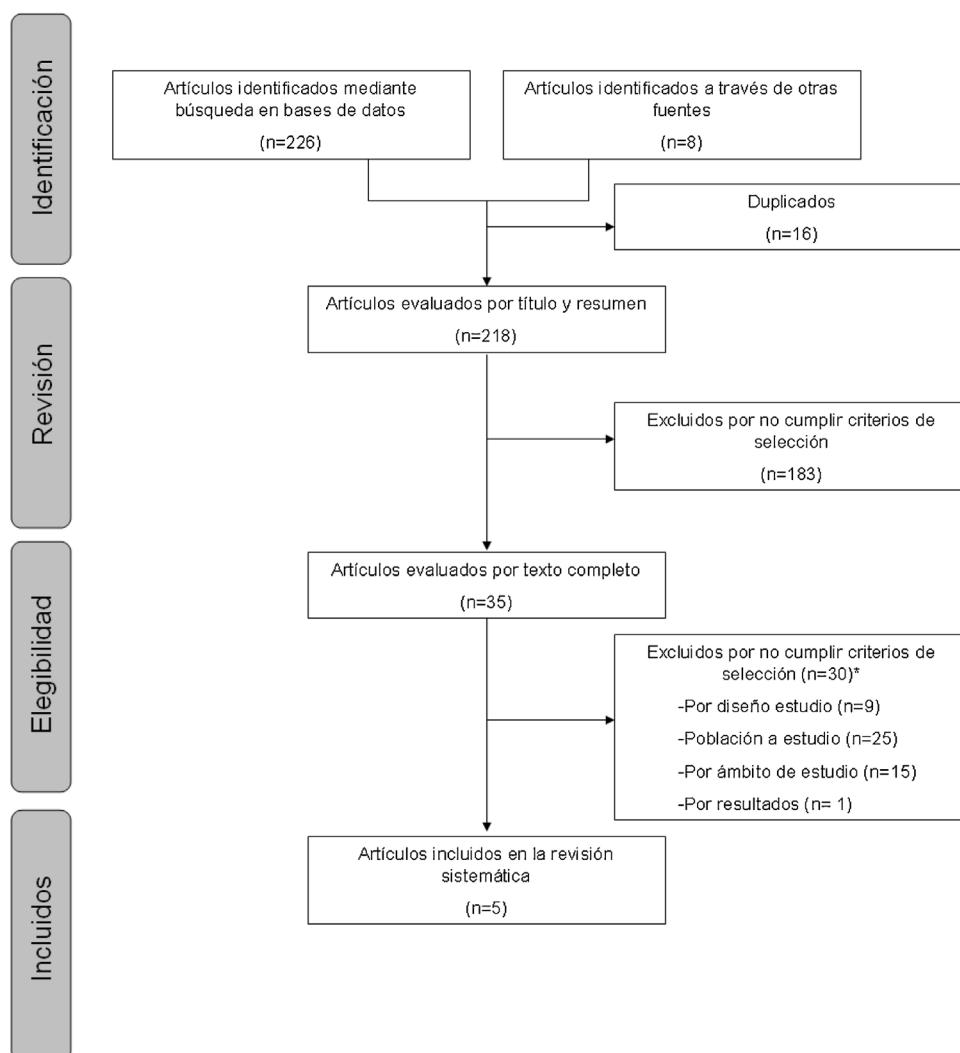 Identificación
Artículos identificados mediante
búsqueda en bases de datos
(n=226)
Artículos identificados a través de otras
fuentes
(n=8)
Duplicados
(n=16)
Revisión
Artículos evaluados por título y resumen
(n=218)
Excluidos por no cumplir criterios de
selección
(n=183)
Elegibilidad
Artículos evaluados por texto completo
(n=35)
Excluidos por no cumplir criterios de
selección (n=30)*
-Por diseño estudio (n=9)
-Población a estudio (n=25)
-Por ámbito de estudio (n=15)
-Por resultados (n= 1)
Incluidos
Artículos incluidos en la revisión
sistemática
(n=5)